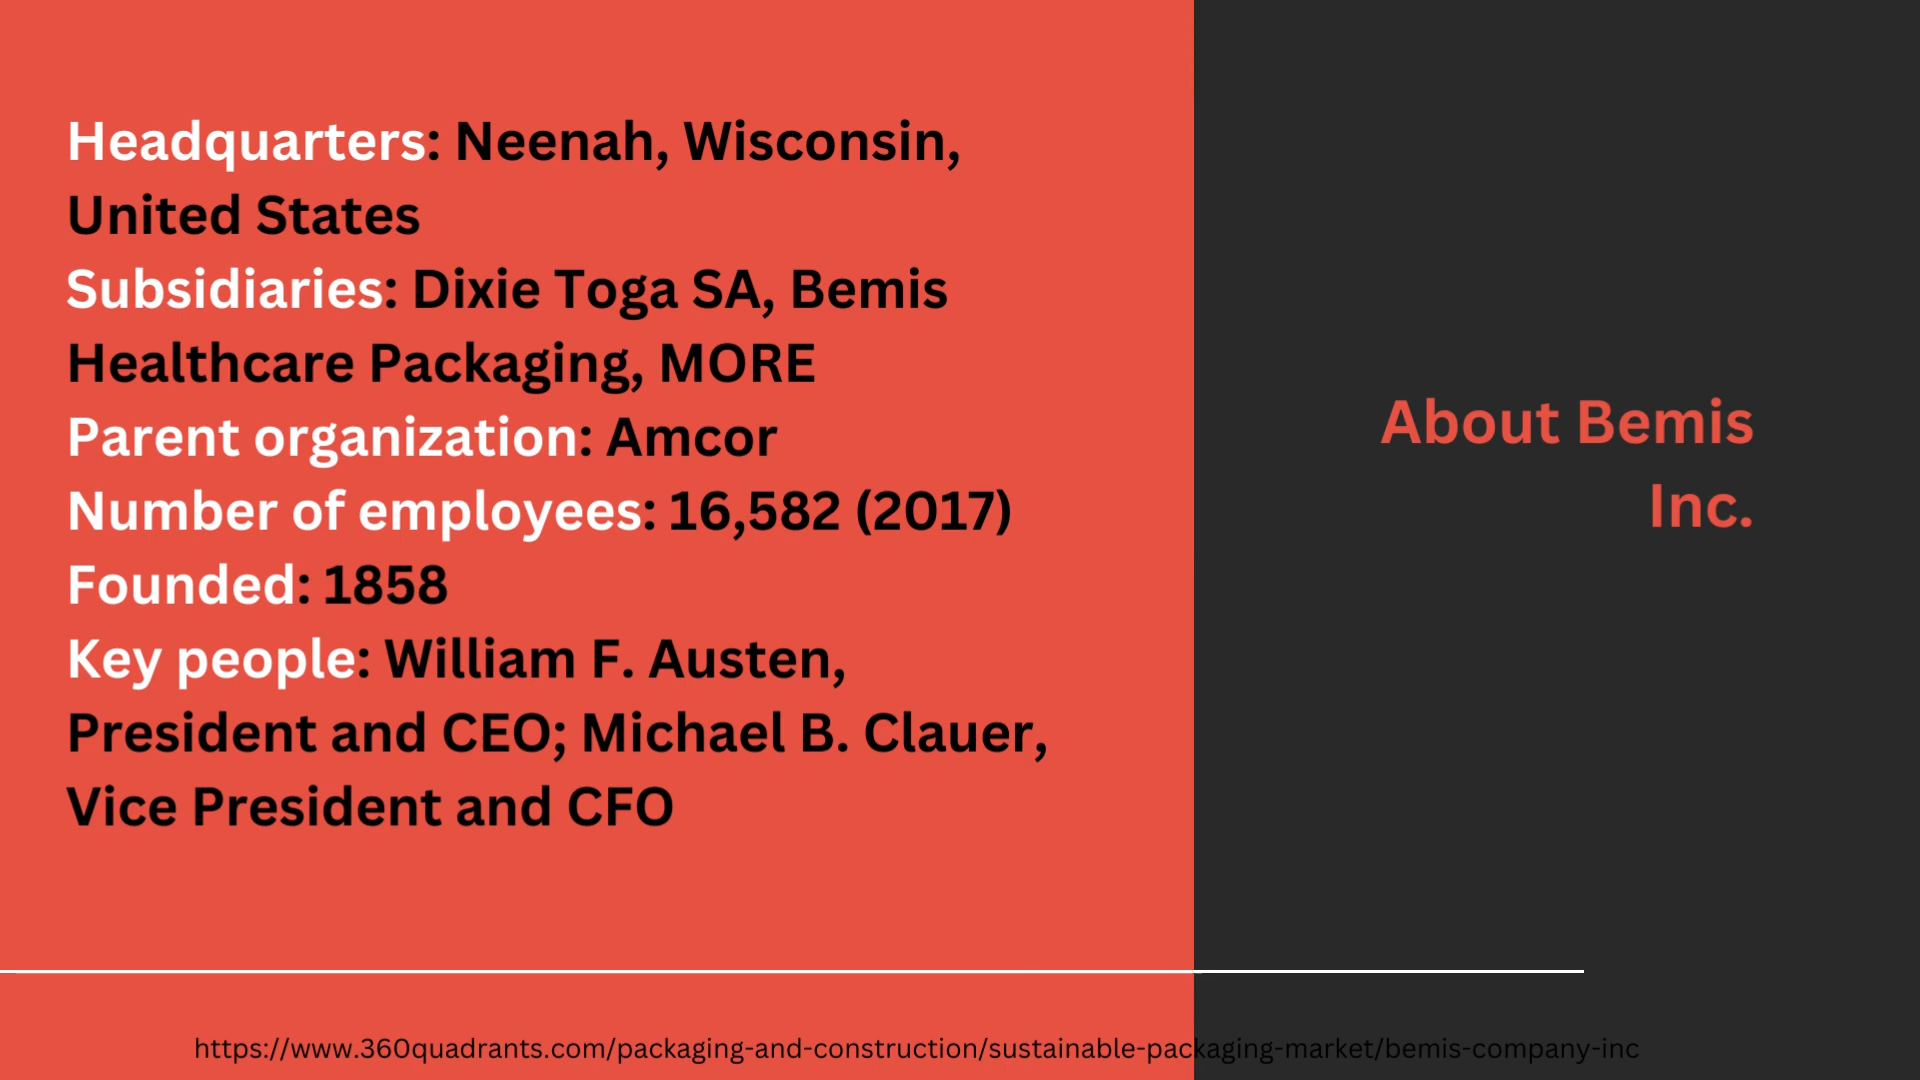 Headquarters: Neenah, Wisconsin,
United States
Subsidiaries: Dixie Toga SA, Bemis
Healthcare Packaging, MORE
Parent organization: Amcor
Number of employees: 16,582 (2017)
Founded: 1858
Key people: William F. Austen,
President and CEO; Michael B. Clauer,
Vice President and CFO
About Bemis
Inc.
https://www.360quadrants.com/packaging-and-construction/sustainable-packaging-market/bemis-company-inc